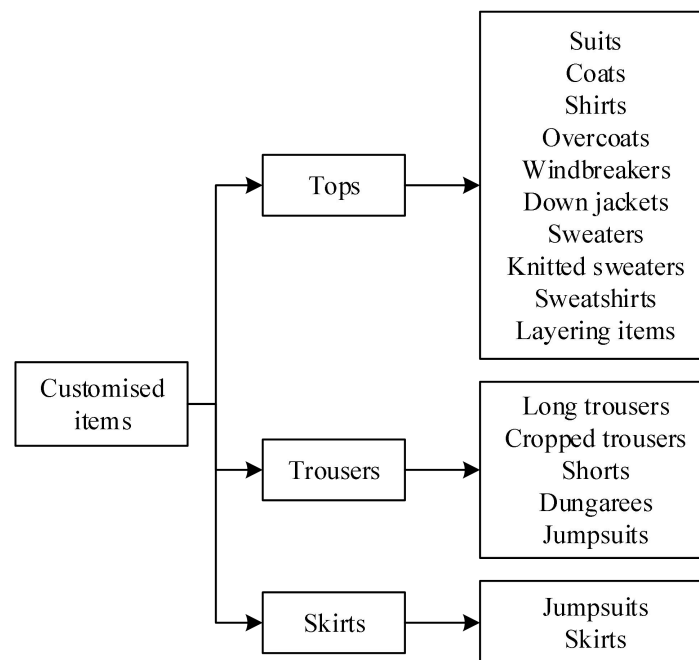 Customised
items
Tops
Suits
Coats
Shirts
Overcoats
Windbreakers
Down jackets
Sweaters
Knitted sweaters
Sweatshirts
Layering items
Trousers
Long trousers
Cropped trousers
Shorts
Dungarees
Jumpsuits
Skirts
Jumpsuits
Skirts